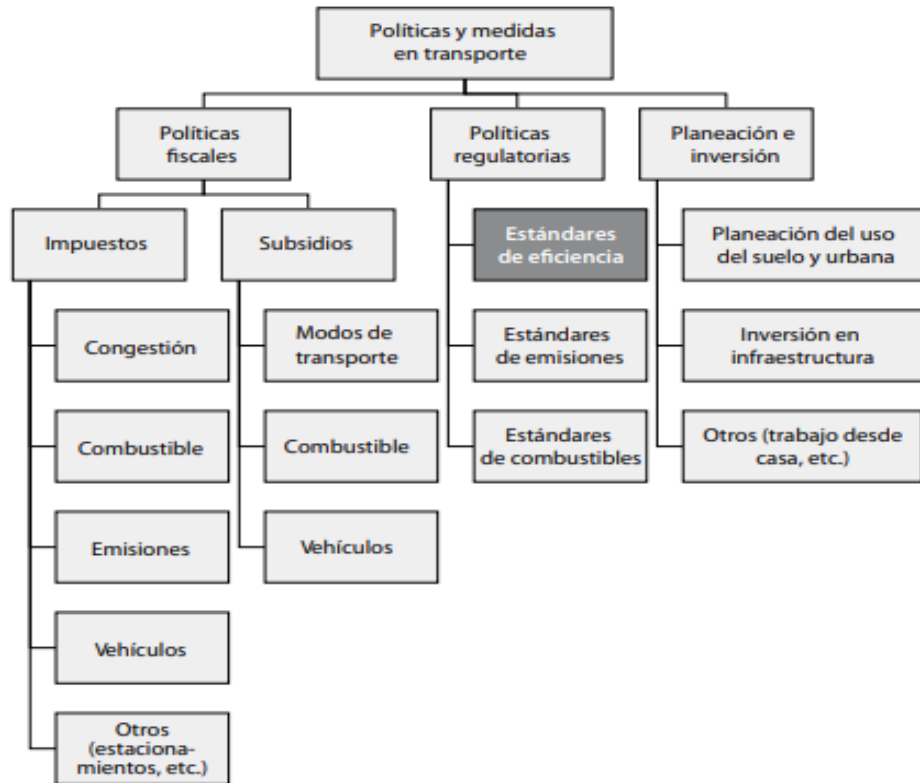 Políticas y medidas
en transporte
Políticas
fiscales
Políticas
regulatorias
Planeación e
inversión
Impuestos
Subsidios
Estándares
de eficiencia
Planeación del uso
del suelo y urbana
Congestión
Modos de
transporte
Estándares
de emisiones
Inversión en
infraestructura
Combustible
Combustible
Estándares
de combustibles
Otros (trabajo desde
casa, etc.)
Emisiones
Vehículos
Vehículos
Otros
(estaciona-
mientos, etc.)